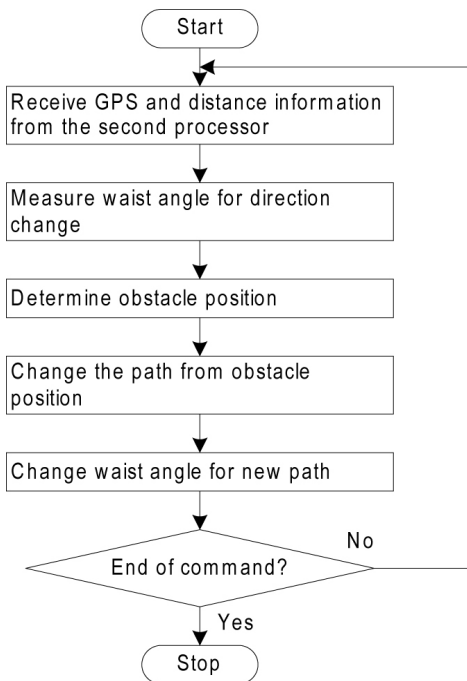 Start
Receive GPS and distance information
from the second processor
Measure waist angle for direction
change
Determine obstacle position
Change the path from obstacle
position
Change waist angle for new path
End of command?
No
Yes
Stop